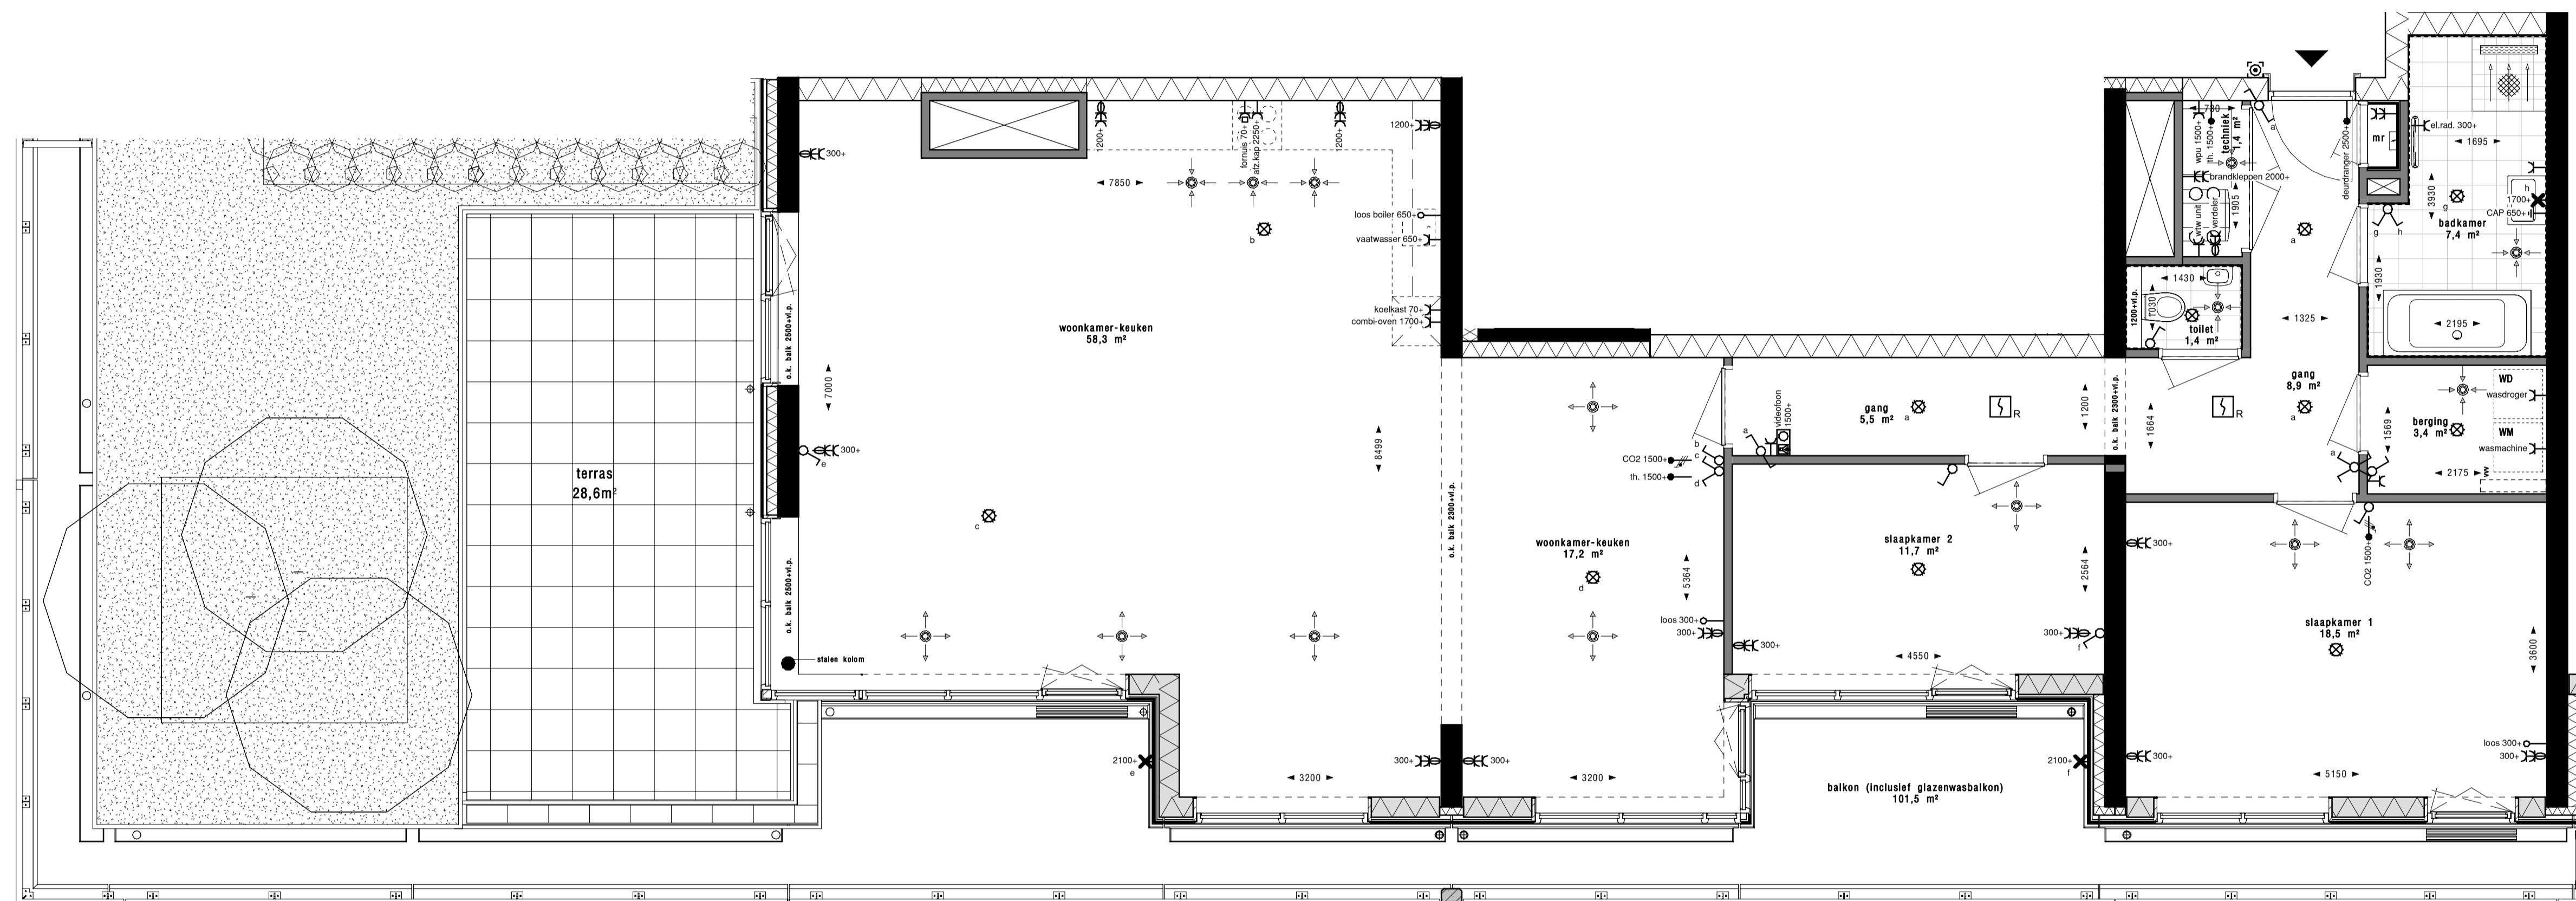 terras
28,6m²
woonkamer-keuken
58,3 m²
7850
7000
8499
3200
o.k. balk 2500+vl.p.
o.k. balk 2500+vl.p.
stalen kolom
300+
300+
e
c
b
1200+
fornuis 70+
afz.kap 2250+
1200+
1200+
loos boiler 650+
vaatwasser 650+
koelkast 70+
combi-oven 1700+
2100+
e
300+
300+
o.k. balk 2300+vl.p.
woonkamer-keuken
17,2 m²
d
5364
3200
CO2 1500+
th. 1500+
b
c
d
loos 300+
300+
gang
5,5 m²
a
a
videofoon
1500+
R
1200
slaapkamer 2
11,7 m²
2564
4550
300+
300+
f
balkon (inclusief glazenwasbalkon)
101,5 m²
2100+
f
o.k. balk 2300+vl.p.
1664
R
gang
8,9 m²
a
a
a
1325
techniek
1,4 m²
780
wpu 1500+
th. 1500+
brandkleppen 2000+
wtw unit
verdeler
1905
deurdranger 2500+
mr
toilet
1,4 m²
1430
1030
1200+vl.p.
el.rad. 300+
1695
3930
badkamer
7,4 m²
g
h
1700+
CAP 650+
g
h
1930
2195
berging
3,4 m²
WD
wasdroger
WM
wasmachine
1569
2175
a
slaapkamer 1
18,5 m²
CO2 1500+
300+
300+
3600
5150
loos 300+
300+